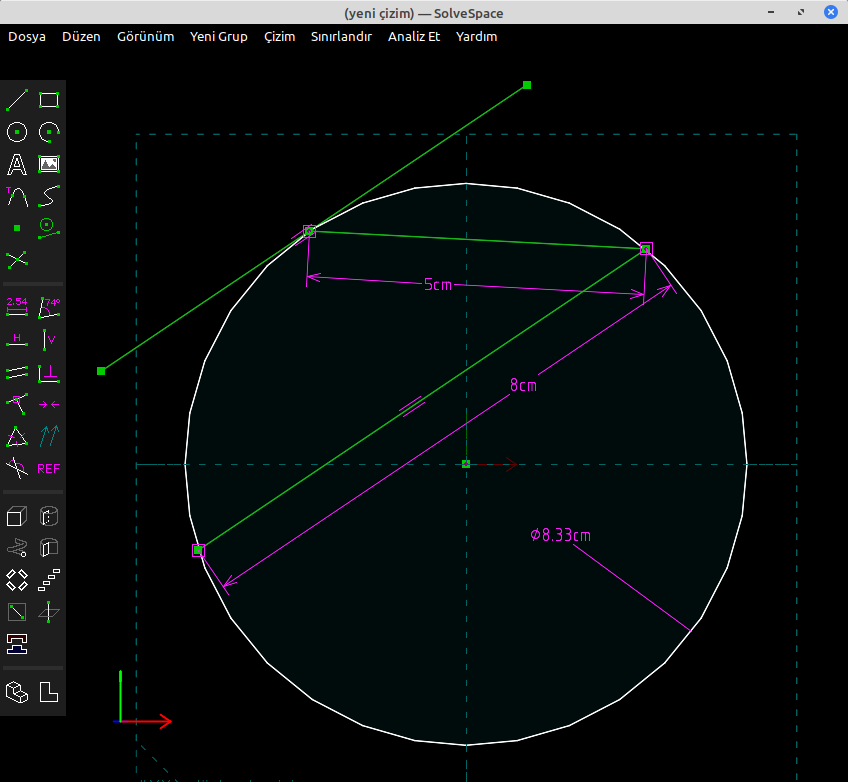 (yeni çizim) — SolveSpace
Dosya Düzen Görünüm Yeni Grup Çizim Sınırlandır Analiz Et Yardım
A
T
2.54 74°
H V
REF
5cm
8cm
⌀8.33cm